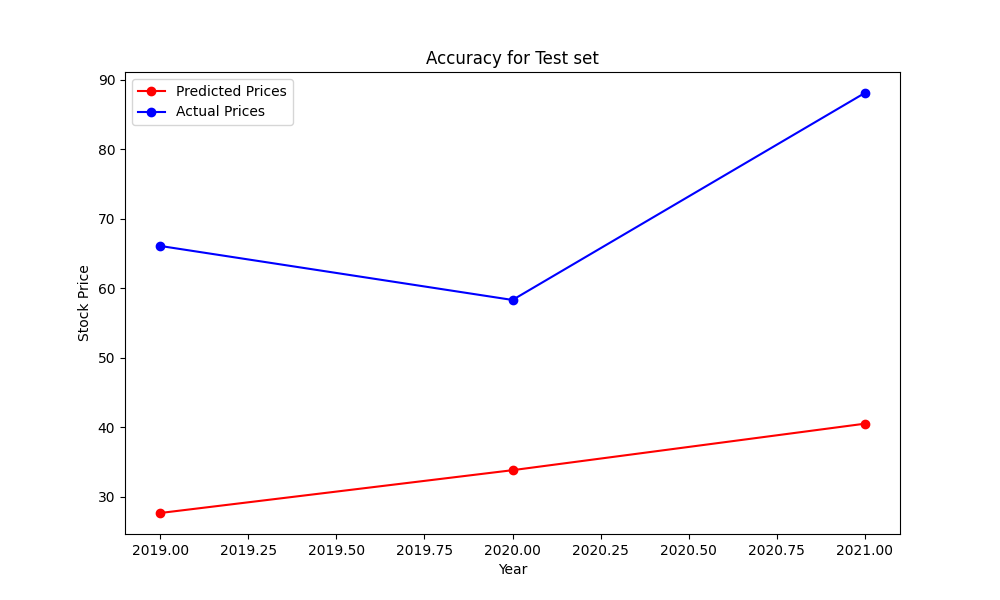 Accuracy for Test set
Predicted Prices
Actual Prices
90
80
70
60
50
40
30
Stock Price
2019.00 2019.25 2019.50 2019.75 2020.00 2020.25 2020.50 2020.75 2021.00
Year